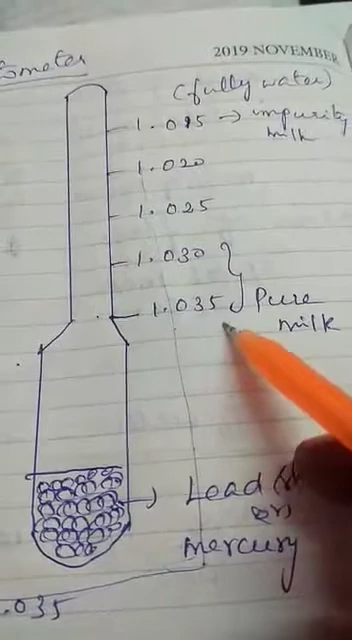 2019 NOVEMBER
(fully water)
1.015 → impurity
milk
1.020
1.025
1.030
1.035 Pure
milk
Lead
or)
mercury
.035